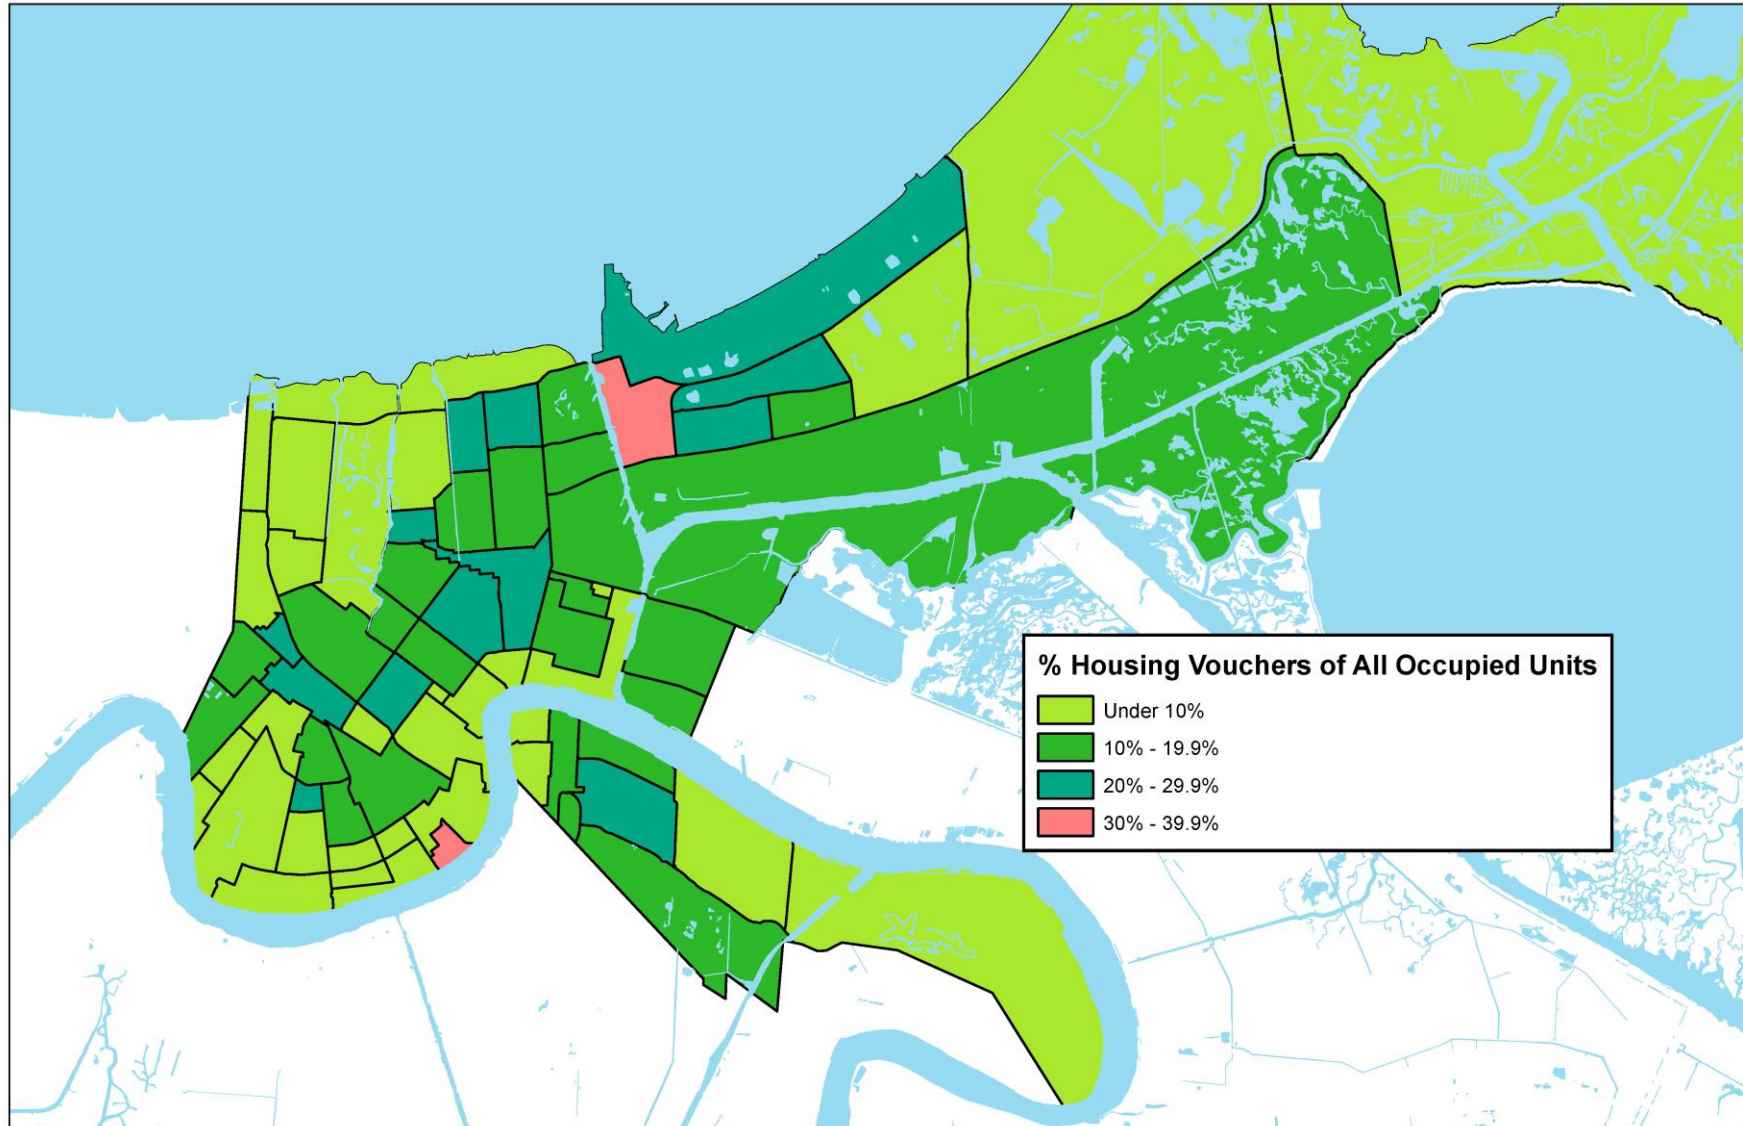 % Housing Vouchers of All Occupied Units
Under 10%
10% - 19.9%
20% - 29.9%
30% - 39.9%